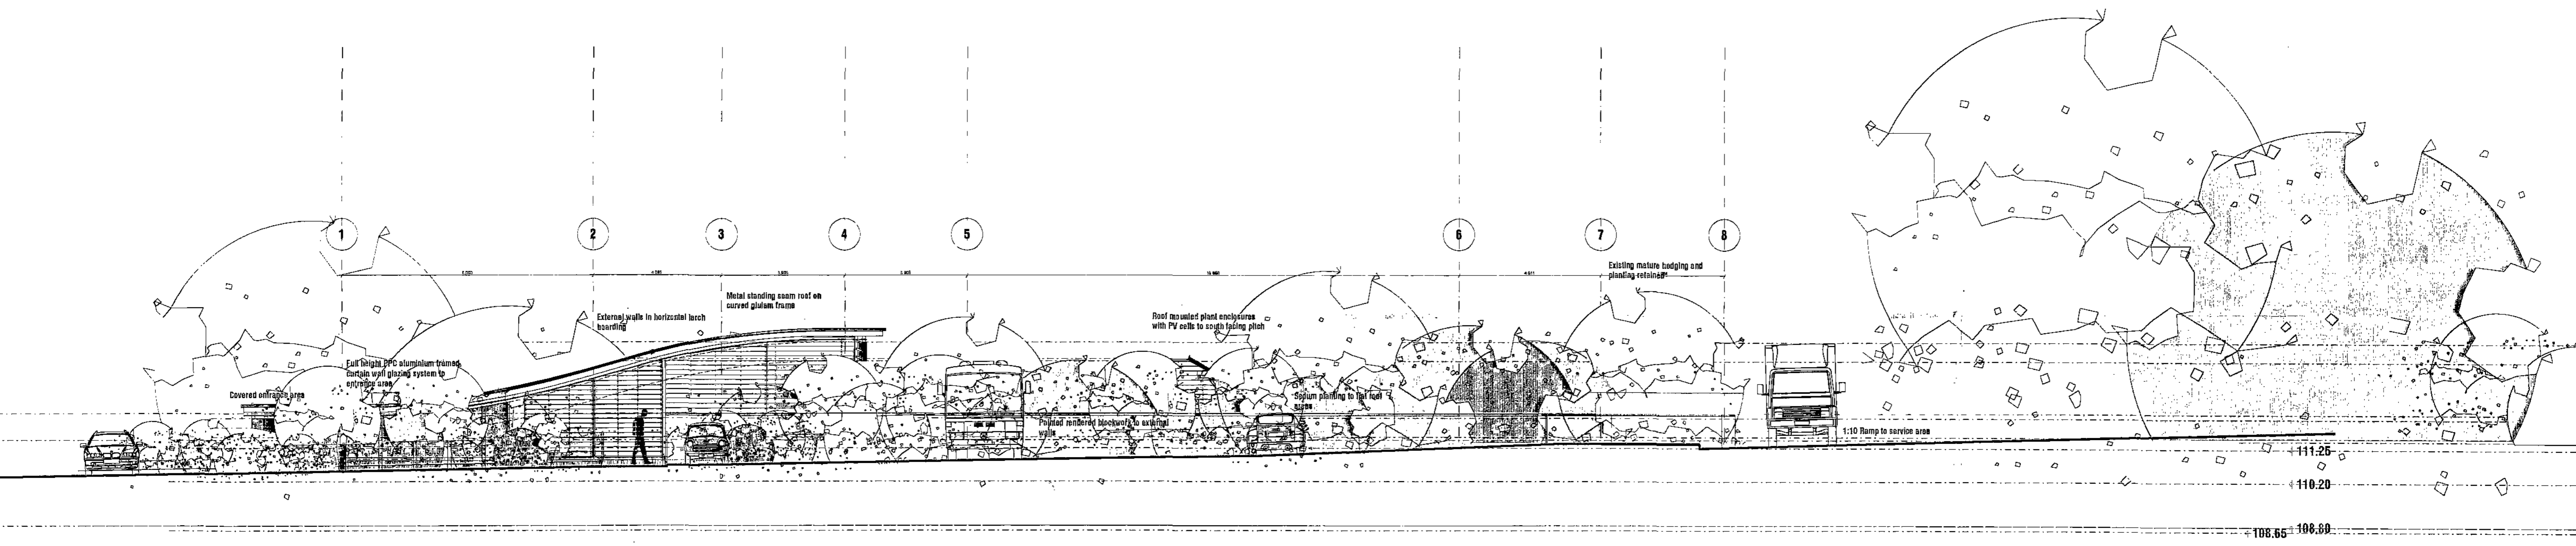 1
2
3
4
5
6
7
8
Existing mature hedging and
planting retained
Metal standing seam roof on
curved glulam frame
External walls in horizontal larch
boarding
Roof mounted plant enclosures
with PV cells to south facing pitch
Full height PPC aluminium framed
curtain wall glazing system to
entrance area
Covered entrance area
Sedum planting to flat roof
areas
Painted rendered blockwork to external
walls
1:10 Ramp to service area
111.25
110.20
108.80
108.65